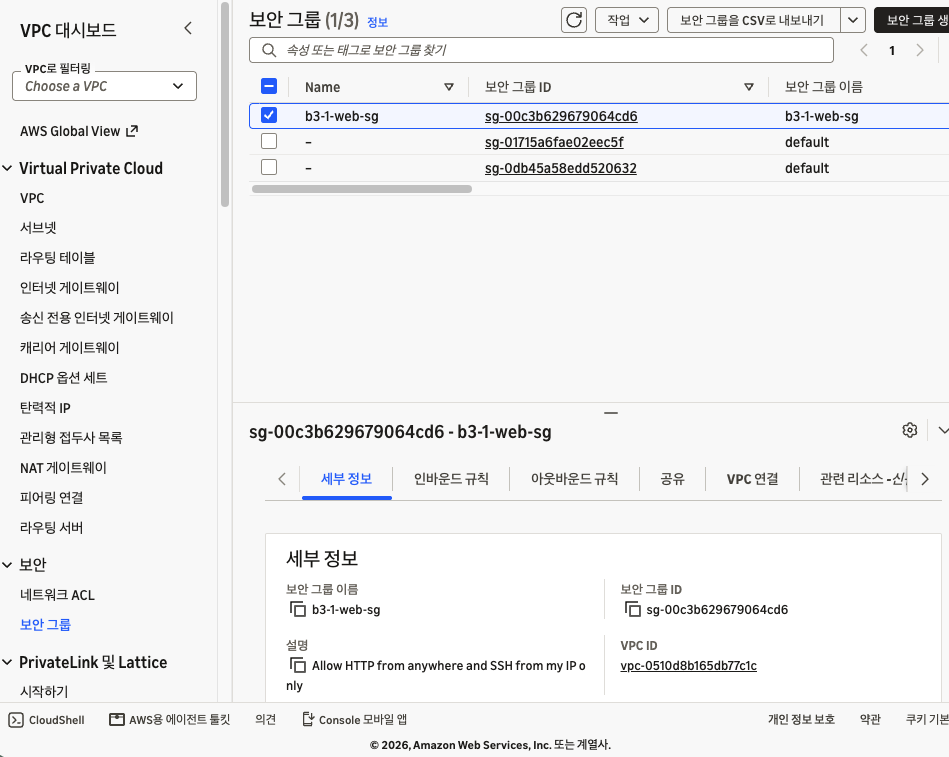 VPC 대시보드
VPC로 필터링
Choose a VPC
AWS Global View
Virtual Private Cloud
VPC
서브넷
라우팅 테이블
인터넷 게이트웨이
송신 전용 인터넷 게이트웨이
캐리어 게이트웨이
DHCP 옵션 세트
탄력적 IP
관리형 접두사 목록
NAT 게이트웨이
피어링 연결
라우팅 서버
보안
네트워크 ACL
보안 그룹
PrivateLink 및 Lattice
시작하기
보안 그룹 (1/3) 정보
작업
보안 그룹을 CSV로 내보내기
보안 그룹 생
속성 또는 태그로 보안 그룹 찾기
1
Name 보안 그룹 ID 보안 그룹 이름
b3-1-web-sg sg-00c3b629679064cd6 b3-1-web-sg
– sg-01715a6fae02eec5f default
– sg-0db45a58edd520632 default
sg-00c3b629679064cd6 - b3-1-web-sg
세부 정보 인바운드 규칙 아웃바운드 규칙 공유 VPC 연결 관련 리소스 -
세부 정보
보안 그룹 이름
b3-1-web-sg
보안 그룹 ID
sg-00c3b629679064cd6
설명
Allow HTTP from anywhere and SSH from my IP o
nly
VPC ID
vpc-0510d8b165db77c1c
CloudShell AWS용 에이전트 툴킷 의견 Console 모바일 앱 개인 정보 보호 약관 쿠키 기본
© 2026, Amazon Web Services, Inc. 또는 계열사.